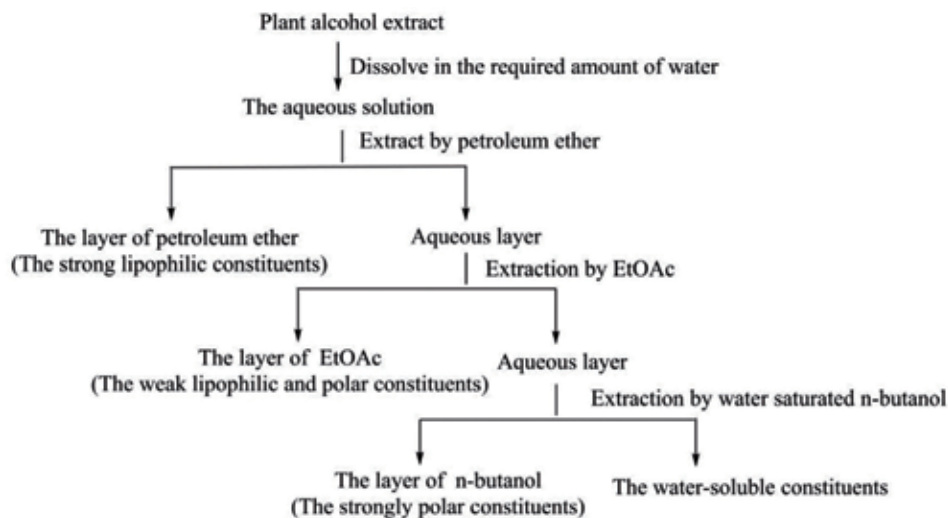 Plant alcohol extract
Dissolve in the required amount of water
The aqueous solution
Extract by petroleum ether
The layer of petroleum ether
(The strong lipophilic constituents)
Aqueous layer
Extraction by EtOAc
The layer of EtOAc
(The weak lipophilic and polar constituents)
Aqueous layer
Extraction by water saturated n-butanol
The layer of n-butanol
(The strongly polar constituents)
The water-soluble constituents